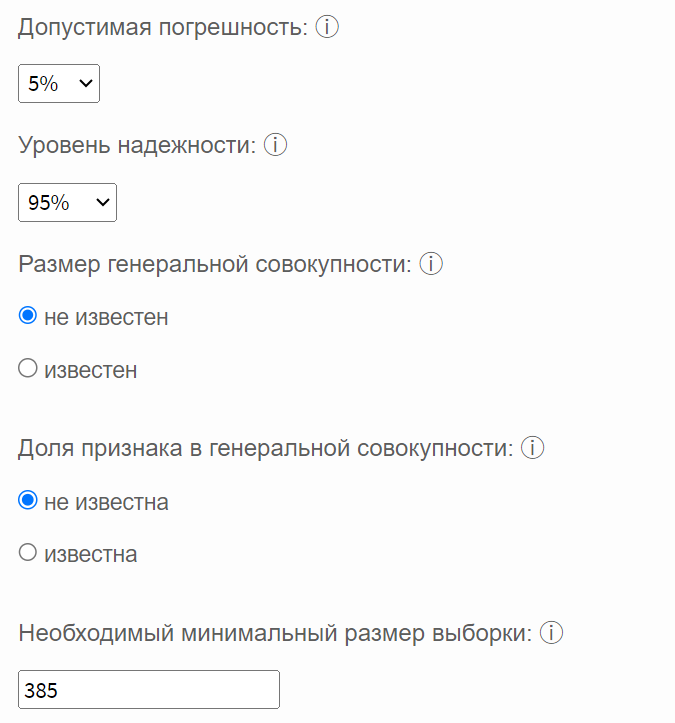 Допустимая погрешность: ⓘ
5%
Уровень надежности: ⓘ
95%
Размер генеральной совокупности: ⓘ
не известен
известен
Доля признака в генеральной совокупности: ⓘ
не известна
известна
Необходимый минимальный размер выборки: ⓘ
385